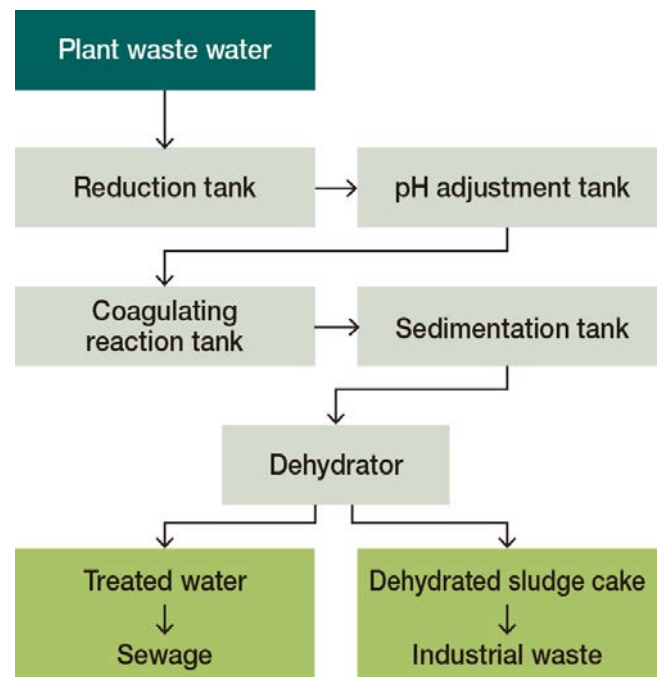 Plant waste water
Reduction tank
pH adjustment tank
Coagulating
reaction tank
Sedimentation tank
Dehydrator
Treated water
Sewage
Dehydrated sludge cake
Industrial waste